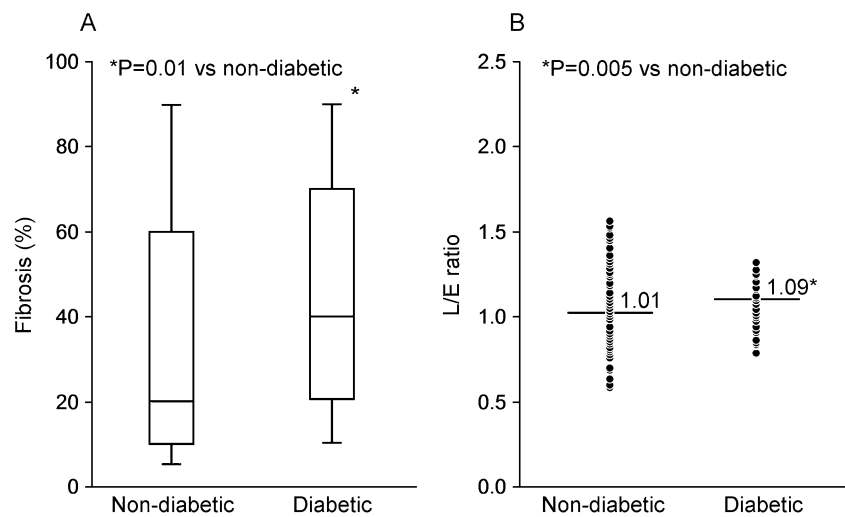 A
*P=0.01 vs non-diabetic
*
Fibrosis (%)
100
80
60
40
20
0
Non-diabetic
Diabetic
B
*P=0.005 vs non-diabetic
L/E ratio
2.5
2.0
1.5
1.0
0.5
0.0
1.01
1.09*
Non-diabetic
Diabetic